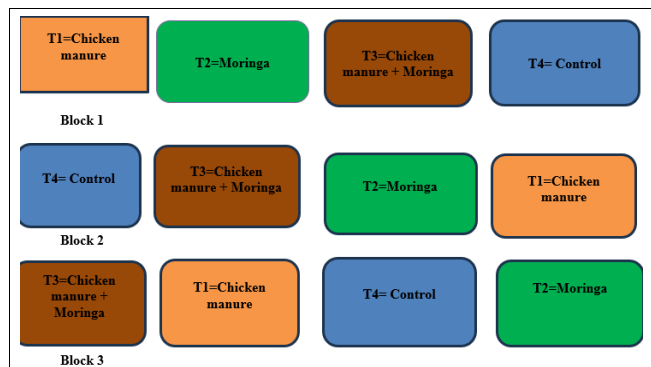 T1=Chicken
manure
T2=Moringa
T3=Chicken
manure + Moringa
T4= Control
Block 1
T4= Control
T3=Chicken
manure + Moringa
T2=Moringa
T1=Chicken
manure
Block 2
T3=Chicken
manure +
Moringa
T1=Chicken
manure
T4= Control
T2=Moringa
Block 3